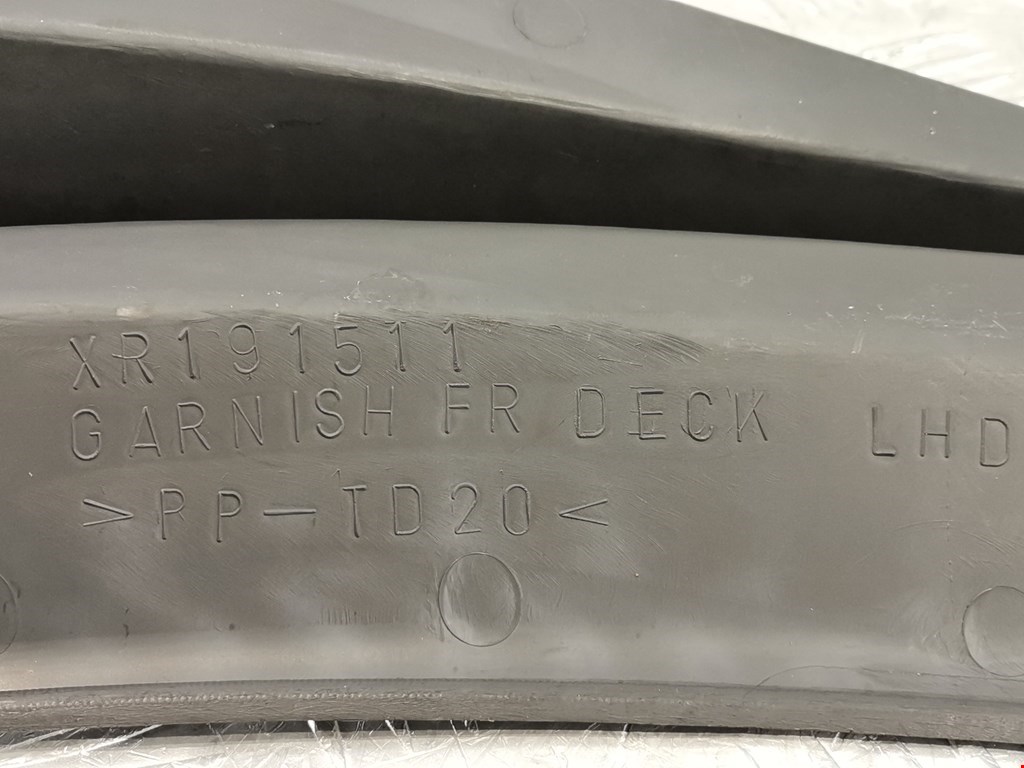 XR191511
GARNISH FR DECK LHD
>PP-TD20<